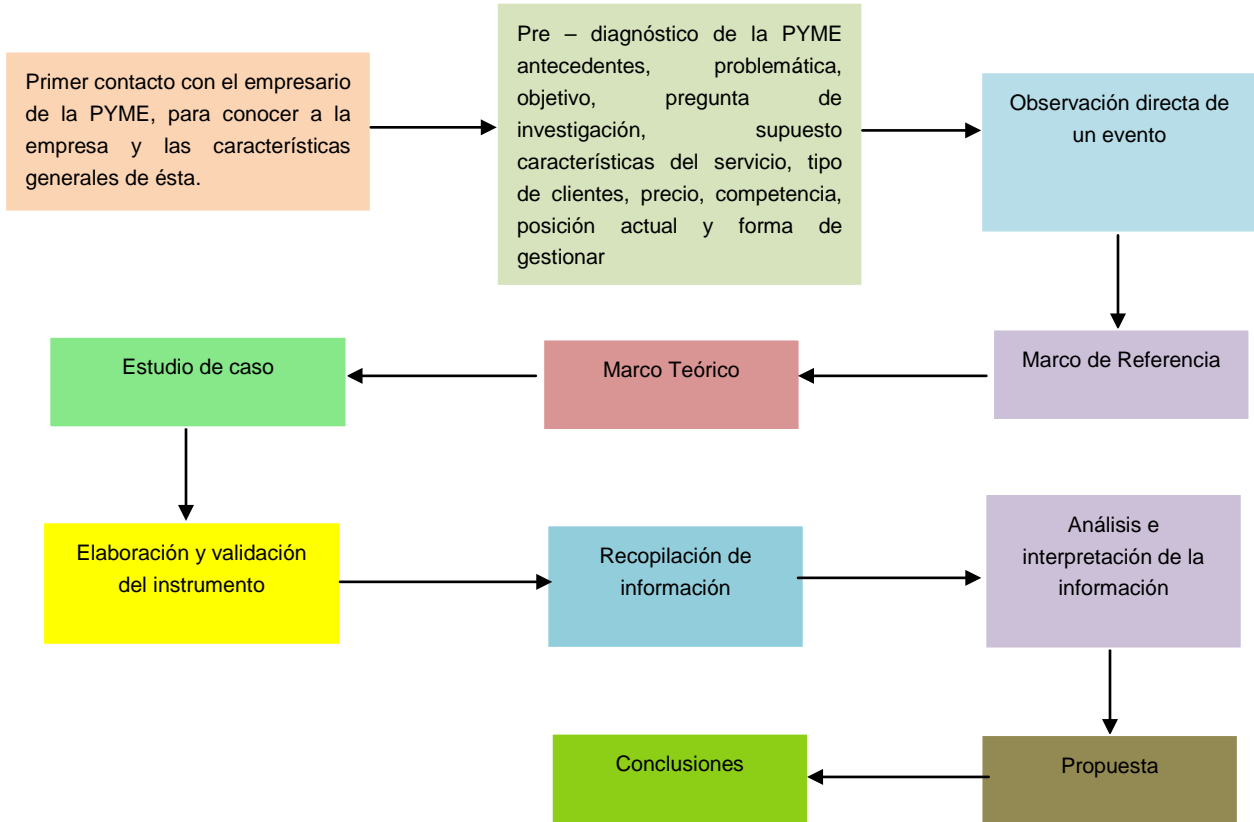 Primer contacto con el empresario
de la PYME, para conocer a la
empresa y las características
generales de ésta.
Pre – diagnóstico de la PYME
antecedentes, problemática,
objetivo, pregunta de
investigación, supuesto
características del servicio, tipo
de clientes, precio, competencia,
posición actual y forma de
gestionar
Observación directa de
un evento
Marco de Referencia
Marco Teórico
Estudio de caso
Elaboración y validación
del instrumento
Recopilación de
información
Análisis e
interpretación de la
información
Propuesta
Conclusiones